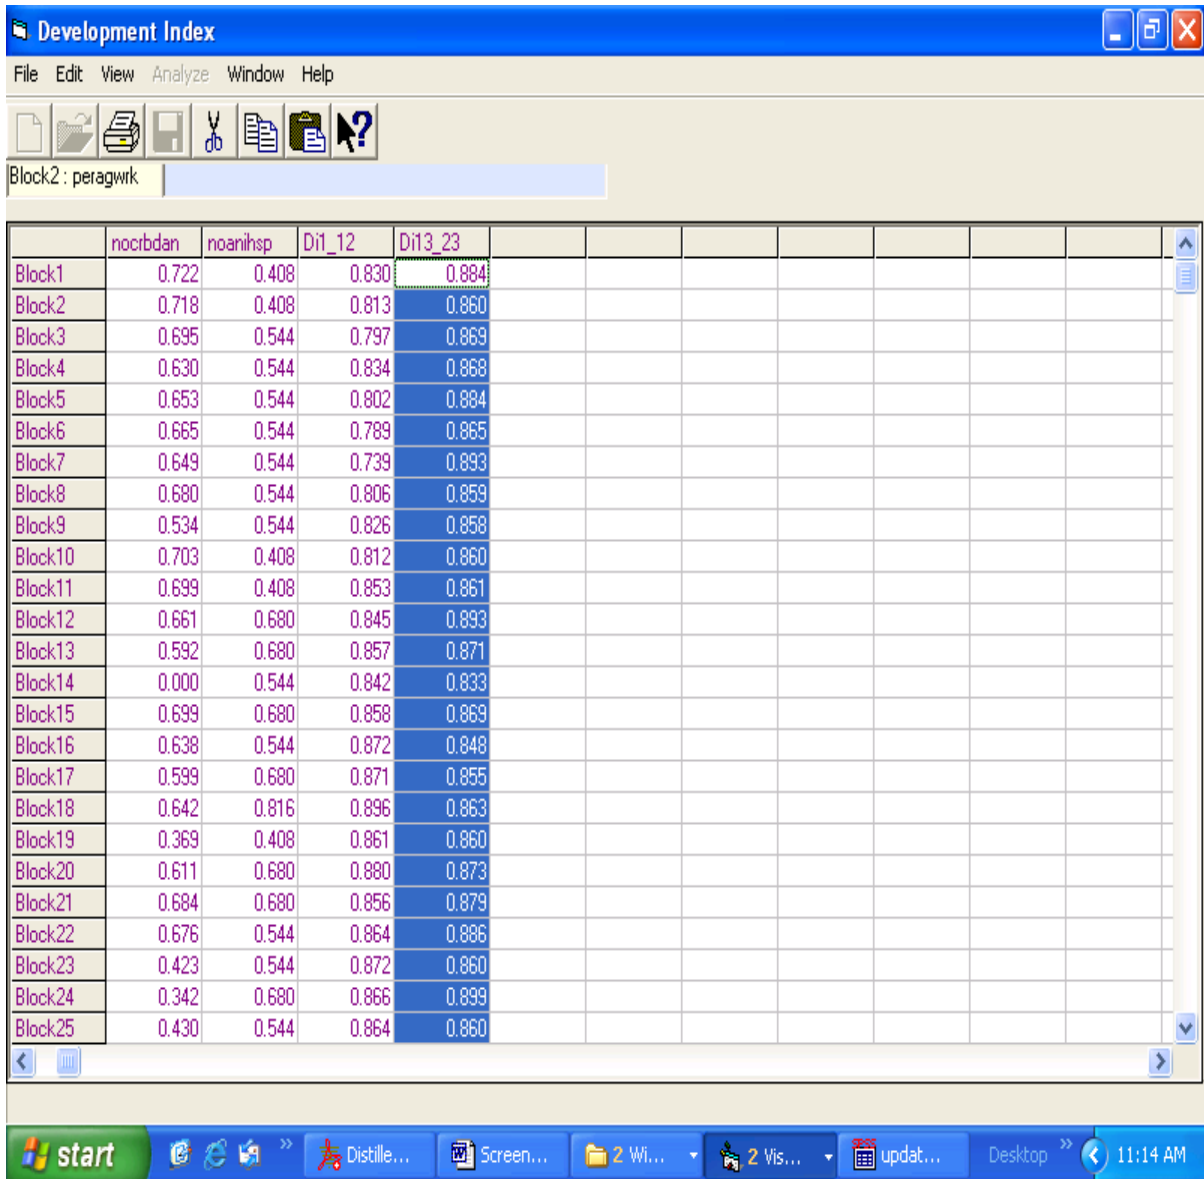 Development Index
File Edit View Analyze Window Help
Block2 : peragwrk
nocrbdan noanihsp Di1_12 Di13_23
Block1 0.722 0.408 0.830 0.884
Block2 0.718 0.408 0.813 0.860
Block3 0.695 0.544 0.797 0.869
Block4 0.630 0.544 0.834 0.868
Block5 0.653 0.544 0.802 0.884
Block6 0.665 0.544 0.789 0.865
Block7 0.649 0.544 0.739 0.893
Block8 0.680 0.544 0.806 0.859
Block9 0.534 0.544 0.826 0.858
Block10 0.703 0.408 0.812 0.860
Block11 0.699 0.408 0.853 0.861
Block12 0.661 0.680 0.845 0.893
Block13 0.592 0.680 0.857 0.871
Block14 0.000 0.544 0.842 0.833
Block15 0.699 0.680 0.858 0.869
Block16 0.638 0.544 0.872 0.848
Block17 0.599 0.680 0.871 0.855
Block18 0.642 0.816 0.896 0.863
Block19 0.369 0.408 0.861 0.860
Block20 0.611 0.680 0.880 0.873
Block21 0.684 0.680 0.856 0.879
Block22 0.676 0.544 0.864 0.886
Block23 0.423 0.544 0.872 0.860
Block24 0.342 0.680 0.866 0.899
Block25 0.430 0.544 0.864 0.860
start » Distille... Screen... 2 Wi... 2 Vis... updat... Desktop » 11:14 AM